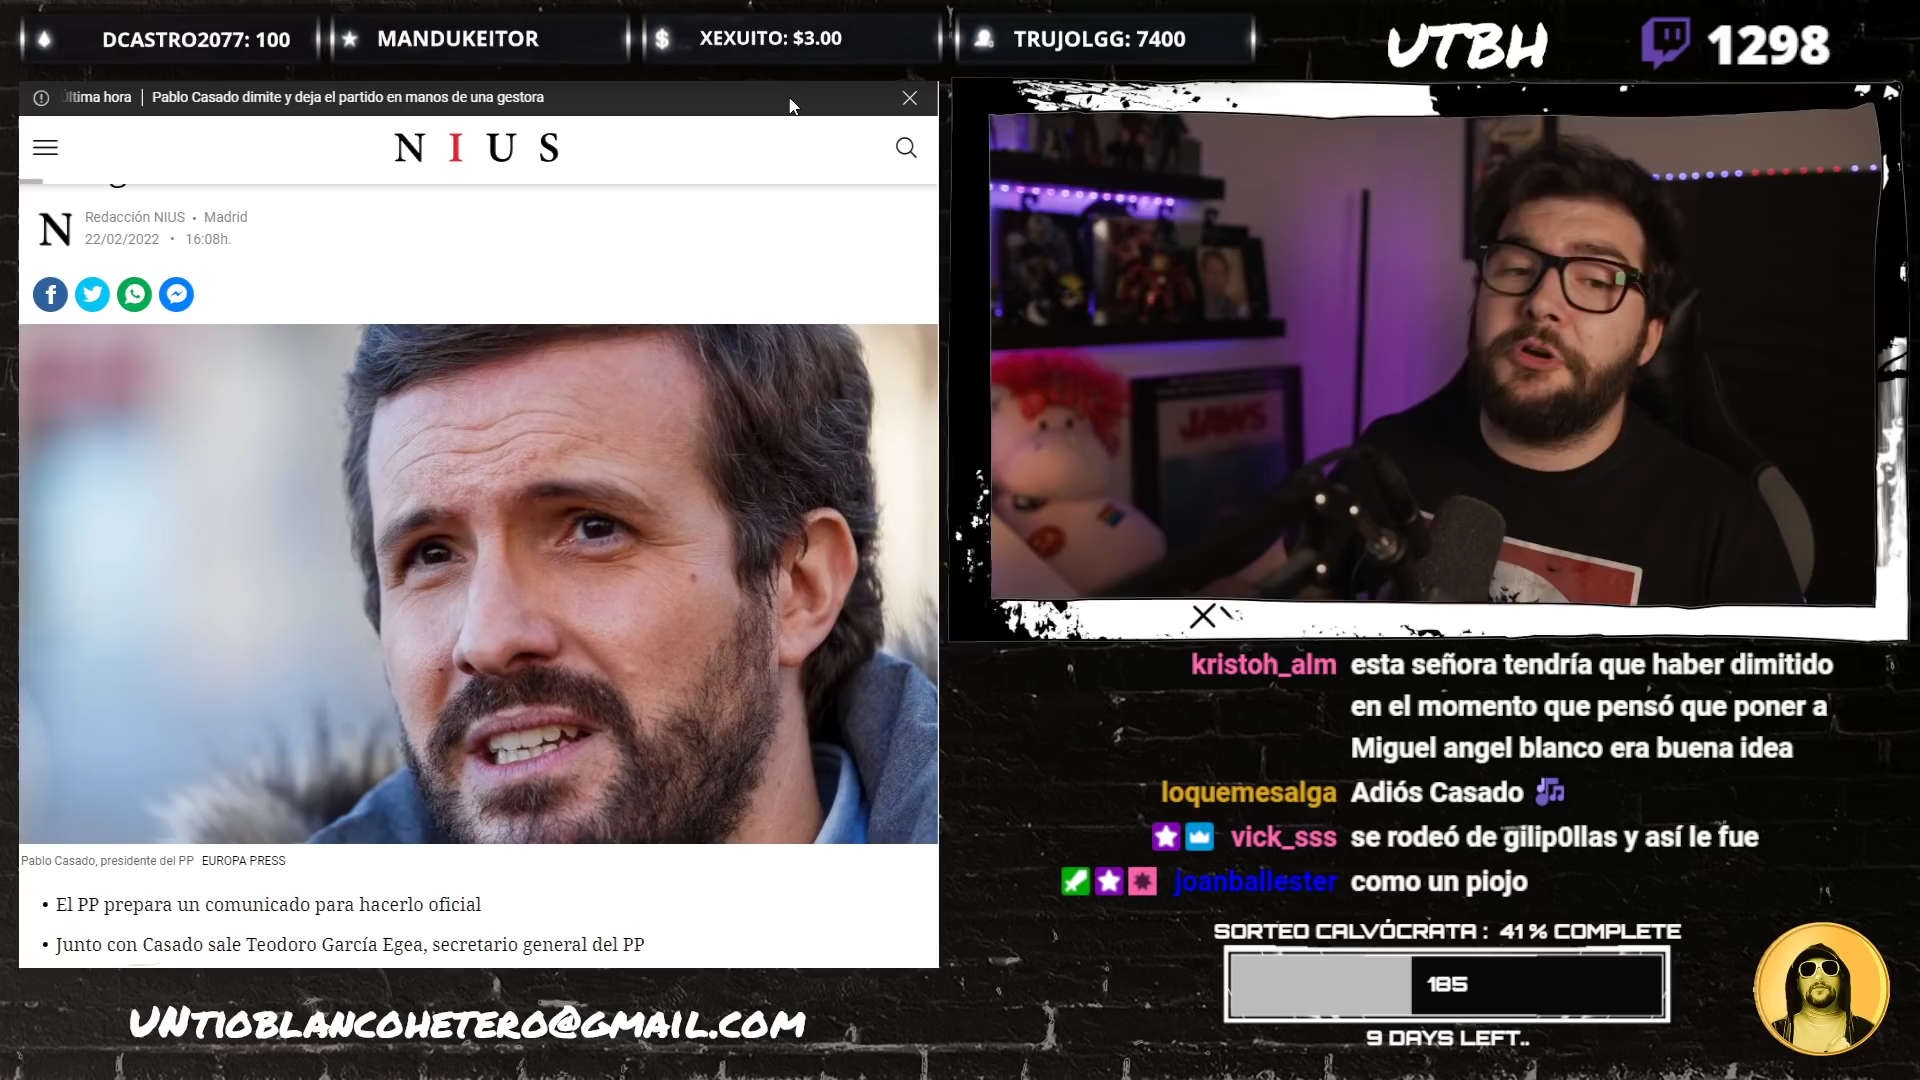 DCASTRO2077: 100
MANDUKEITOR
XEXUITO: $3.00
TRUJOLGG: 7400
UTBH
1298
Última hora | Pablo Casado dimite y deja el partido en manos de una gestora
NIUS
N
Redacción NIUS • Madrid
22/02/2022 • 16:08h.
JAWS
Pablo Casado, presidente del PP EUROPA PRESS
• El PP prepara un comunicado para hacerlo oficial
• Junto con Casado sale Teodoro García Egea, secretario general del PP
kristoh_alm esta señora tendría que haber dimitido
en el momento que pensó que poner a
Miguel angel blanco era buena idea
loquemesalga Adiós Casado
vick_sss se rodeó de gilip0llas y así le fue
joanballester como un piojo
SORTEO CALVÓCRATA : 41% COMPLETE
185
9 DAYS LEFT..
UNTIOBLANCOHETERO@GMAIL.COM